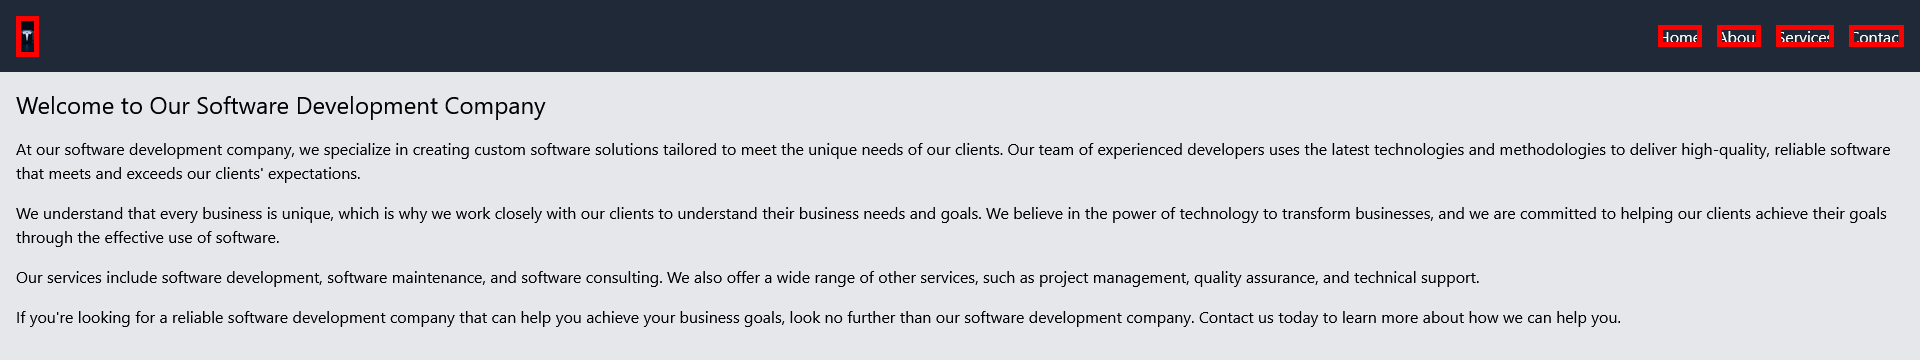 Home About Services Contact
Welcome to Our Software Development Company
At our software development company, we specialize in creating custom software solutions tailored to meet the unique needs of our clients. Our team of experienced developers uses the latest technologies and methodologies to deliver high-quality, reliable software
that meets and exceeds our clients' expectations.
We understand that every business is unique, which is why we work closely with our clients to understand their business needs and goals. We believe in the power of technology to transform businesses, and we are committed to helping our clients achieve their goals
through the effective use of software.
Our services include software development, software maintenance, and software consulting. We also offer a wide range of other services, such as project management, quality assurance, and technical support.
If you're looking for a reliable software development company that can help you achieve your business goals, look no further than our software development company. Contact us today to learn more about how we can help you.